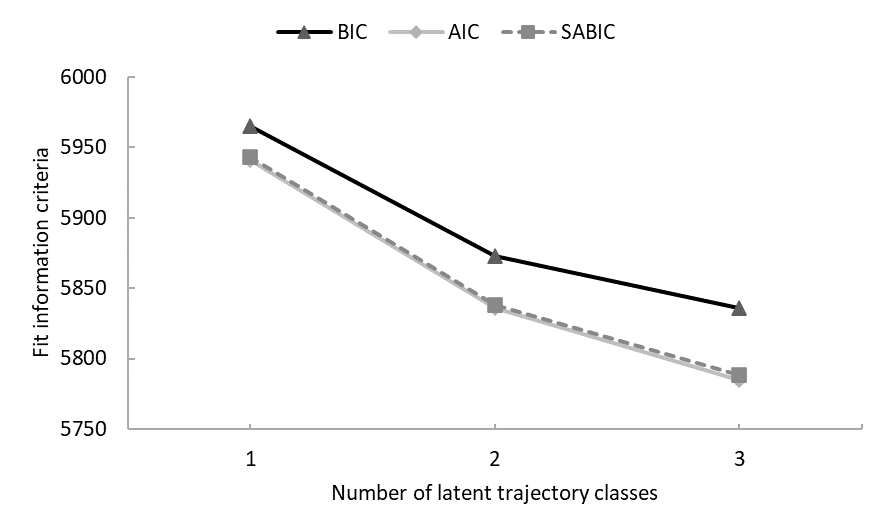 BIC AIC SABIC
6000
5950
5900
5850
5800
5750
Fit information criteria
1 2 3
Number of latent trajectory classes